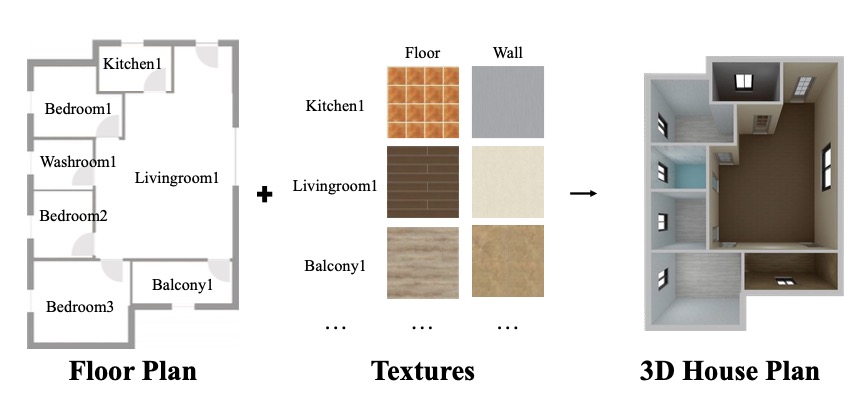 Floor Wall
Kitchen1
Bedroom1
Washroom1
Livingroom1
Bedroom2
Balcony1
Bedroom3
Kitchen1
Livingroom1
Balcony1
... ... ...
+
→
Floor Plan
Textures
3D House Plan